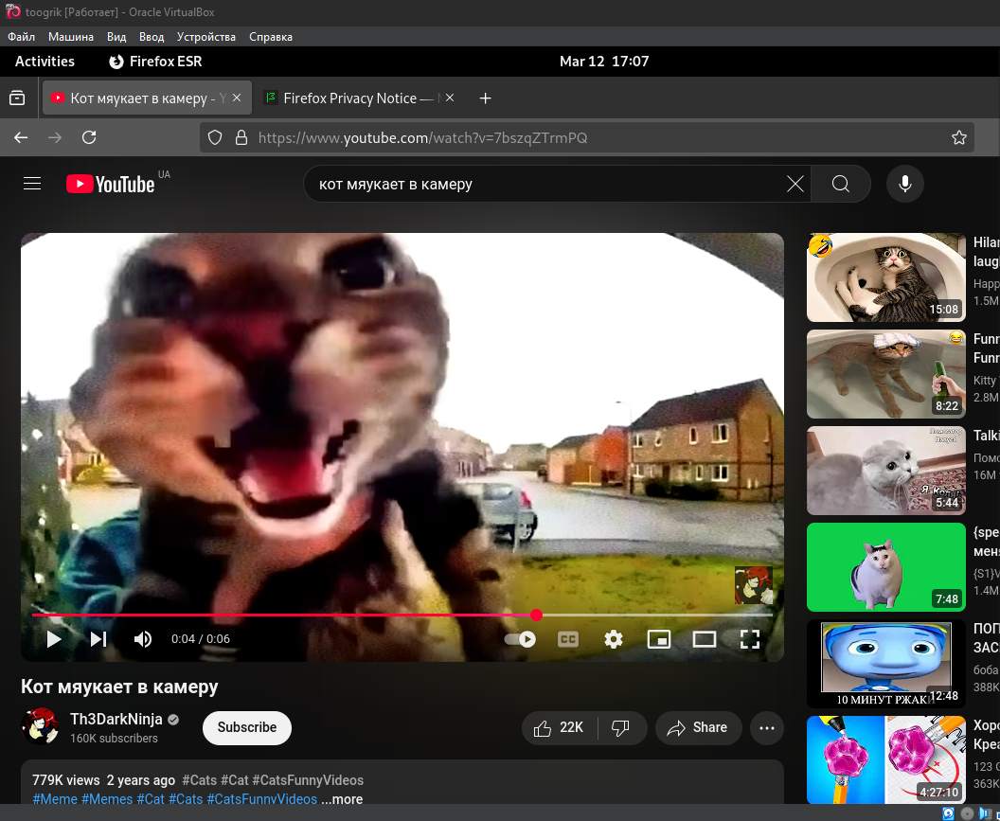 toogrik [Работает] - Oracle VirtualBox
Файл Машина Вид Ввод Устройства Справка
Activities Firefox ESR Mar 12 17:07
Кот мяукает в камеру - Firefox Privacy Notice —
https://www.youtube.com/watch?v=7bszqZTrmPQ
YouTube UA
кот мяукает в камеру
15:08
Hilar
laug
Happ
1.5M
8:22
Funn
Funn
Kitty
2.8M
Я Кот
5:44
Talki
Помо
16M
7:48
{spe
меня
{S1}V
1.4M
10 МИНУТ РЖАКИ
12:48
ПОП
ЗАС
боба
388K
4:27:10
Хоро
Креа
123 G
363K
0:04 / 0:06
CC
Кот мяукает в камеру
Th3DarkNinja
160K subscribers
Subscribe
22K
Share
779K views 2 years ago #Cats #Cat #CatsFunnyVideos
#Meme #Memes #Cat #Cats #CatsFunnyVideos ...more